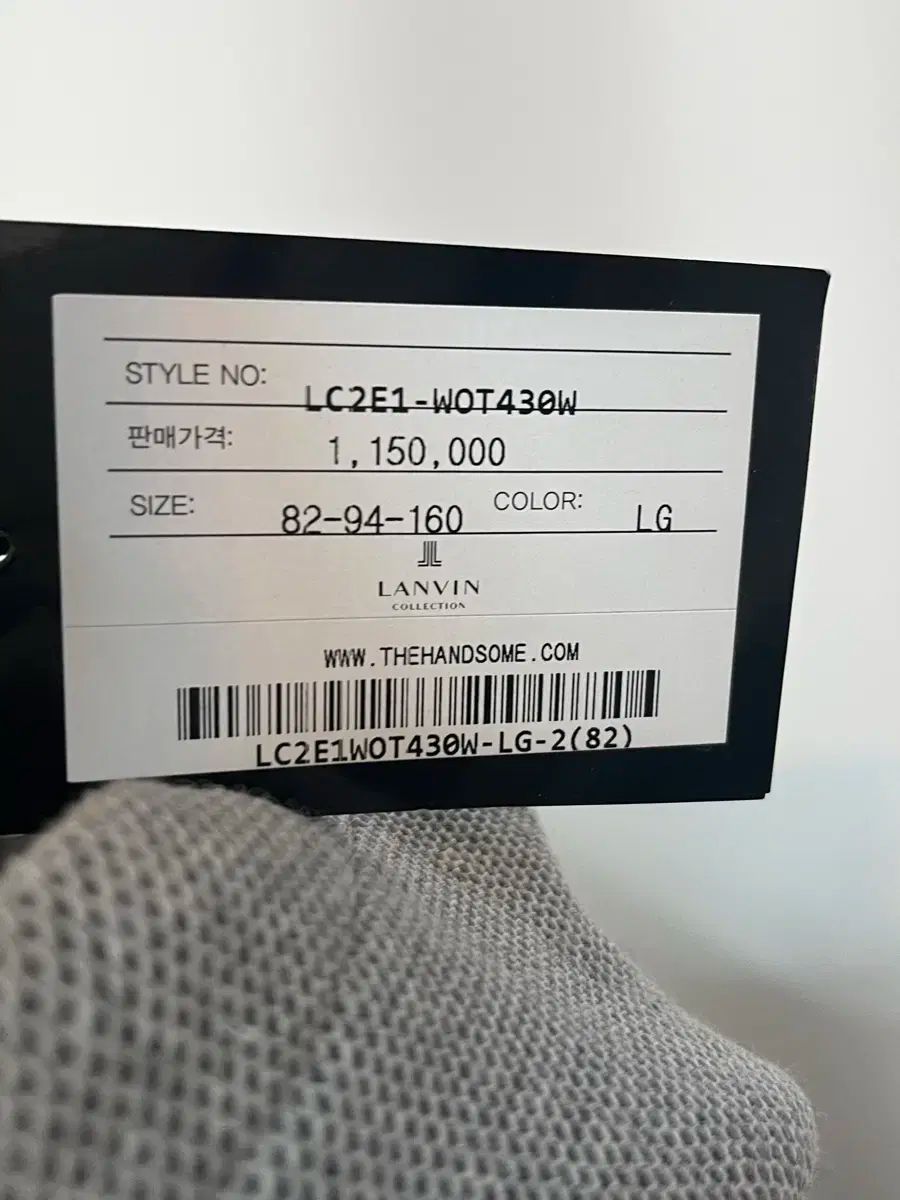 STYLE NO: LC2E1-WOT430W
판매가격: 1,150,000
SIZE: 82-94-160 COLOR: LG
LANVIN
COLLECTION
WWW.THEHANDSOME.COM
LC2E1WOT430W-LG-2(82)